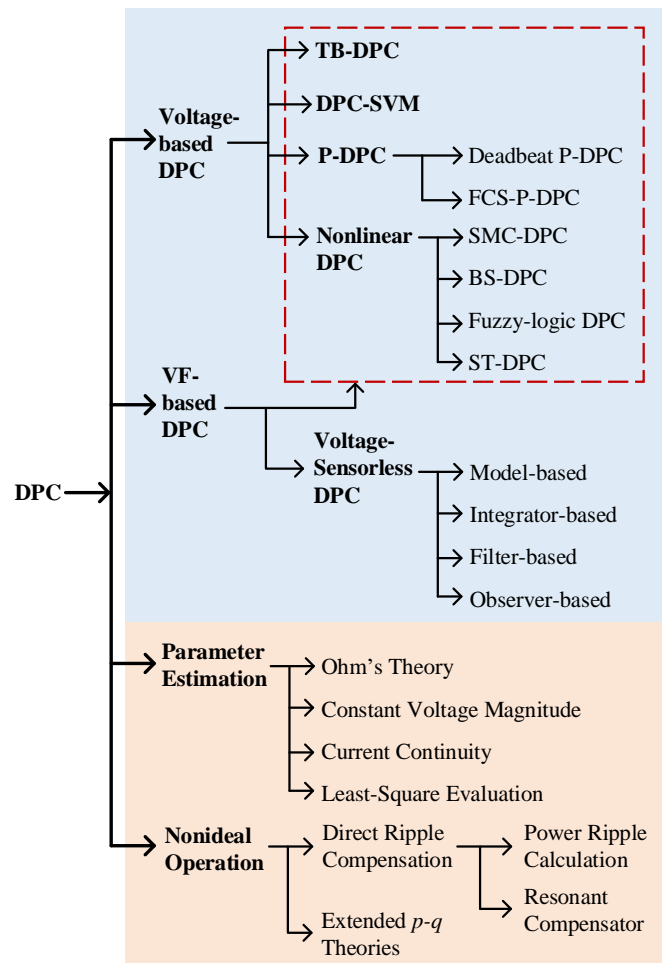 DPC
Voltage-
based
DPC
TB-DPC
DPC-SVM
P-DPC
Deadbeat P-DPC
FCS-P-DPC
Nonlinear
DPC
SMC-DPC
BS-DPC
Fuzzy-logic DPC
ST-DPC
VF-
based
DPC
Voltage-
Sensorless
DPC
Model-based
Integrator-based
Filter-based
Observer-based
Parameter
Estimation
Ohm's Theory
Constant Voltage Magnitude
Current Continuity
Least-Square Evaluation
Nonideal
Operation
Direct Ripple
Compensation
Power Ripple
Calculation
Resonant
Compensator
Extended p-q
Theories